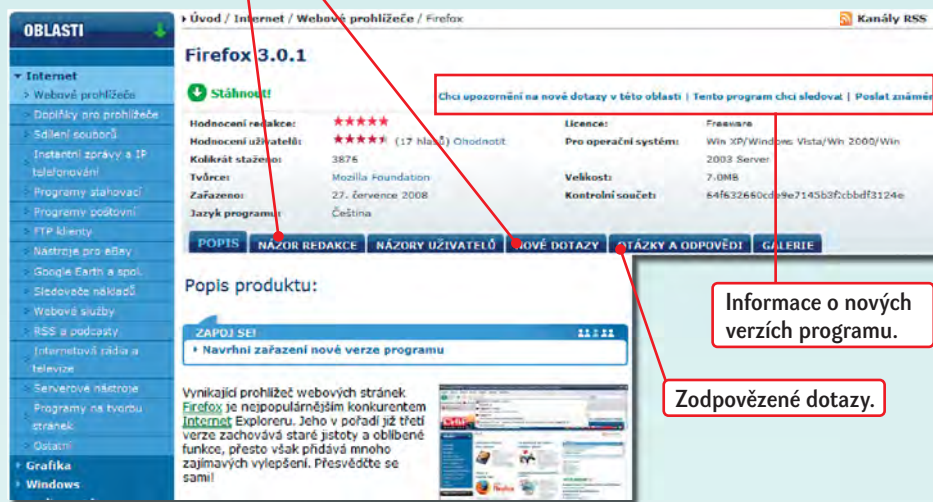 Úvod / Internet / Webové prohlížeče / Firefox
Kanály RSS
OBLASTI
Internet
Webové prohlížeče
Doplňky pro prohlížeče
Sdílení souborů
Instantní zprávy a IP
telefonování
Programy stahovací
Programy poštovní
FTP klienty
Nástroje pro eBay
Google Earth a spol.
Sledovače nákladů
Webové služby
RSS a podcasty
Internetová rádia a
televize
Serverové nástroje
Programy na tvorbu
stránek
Ostatní
Grafika
Windows
Firefox 3.0.1
Stáhnout!
Chci upozornění na nové dotazy v této oblasti | Tento program chci sledovat | Poslat známém
Hodnocení redakce:
Hodnocení uživatelů: (17 hlasů) Ohodnotit
Kolikrát staženo: 3876
Tvůrce: Mozilla Foundation
Zařazeno: 27. července 2008
Jazyk programu: Čeština
Licence: Freeware
Pro operační systém: Win XP/Windows Vista/Win 2000/Win
2003 Server
Velikost: 7.0MB
Kontrolní součet:
POPIS NÁZOR REDAKCE NÁZORY UŽIVATELŮ NOVÉ DOTAZY OTÁZKY A ODPOVĚDI GALERIE
Popis produktu:
ZAPOJ SE!
Navrhni zařazení nové verze programu
Vynikající prohlížeč webových stránek
Firefox je nejpopulárnějším konkurentem
Internet Exploreru. Jeho v pořadí již třetí
verze zachovává staré jistoty a oblíbené
funkce, přesto však přidává mnoho
zajímavých vylepšení. Přesvědčte se
sami!
Informace o nových
verzích programu.
Zodpovězené dotazy.